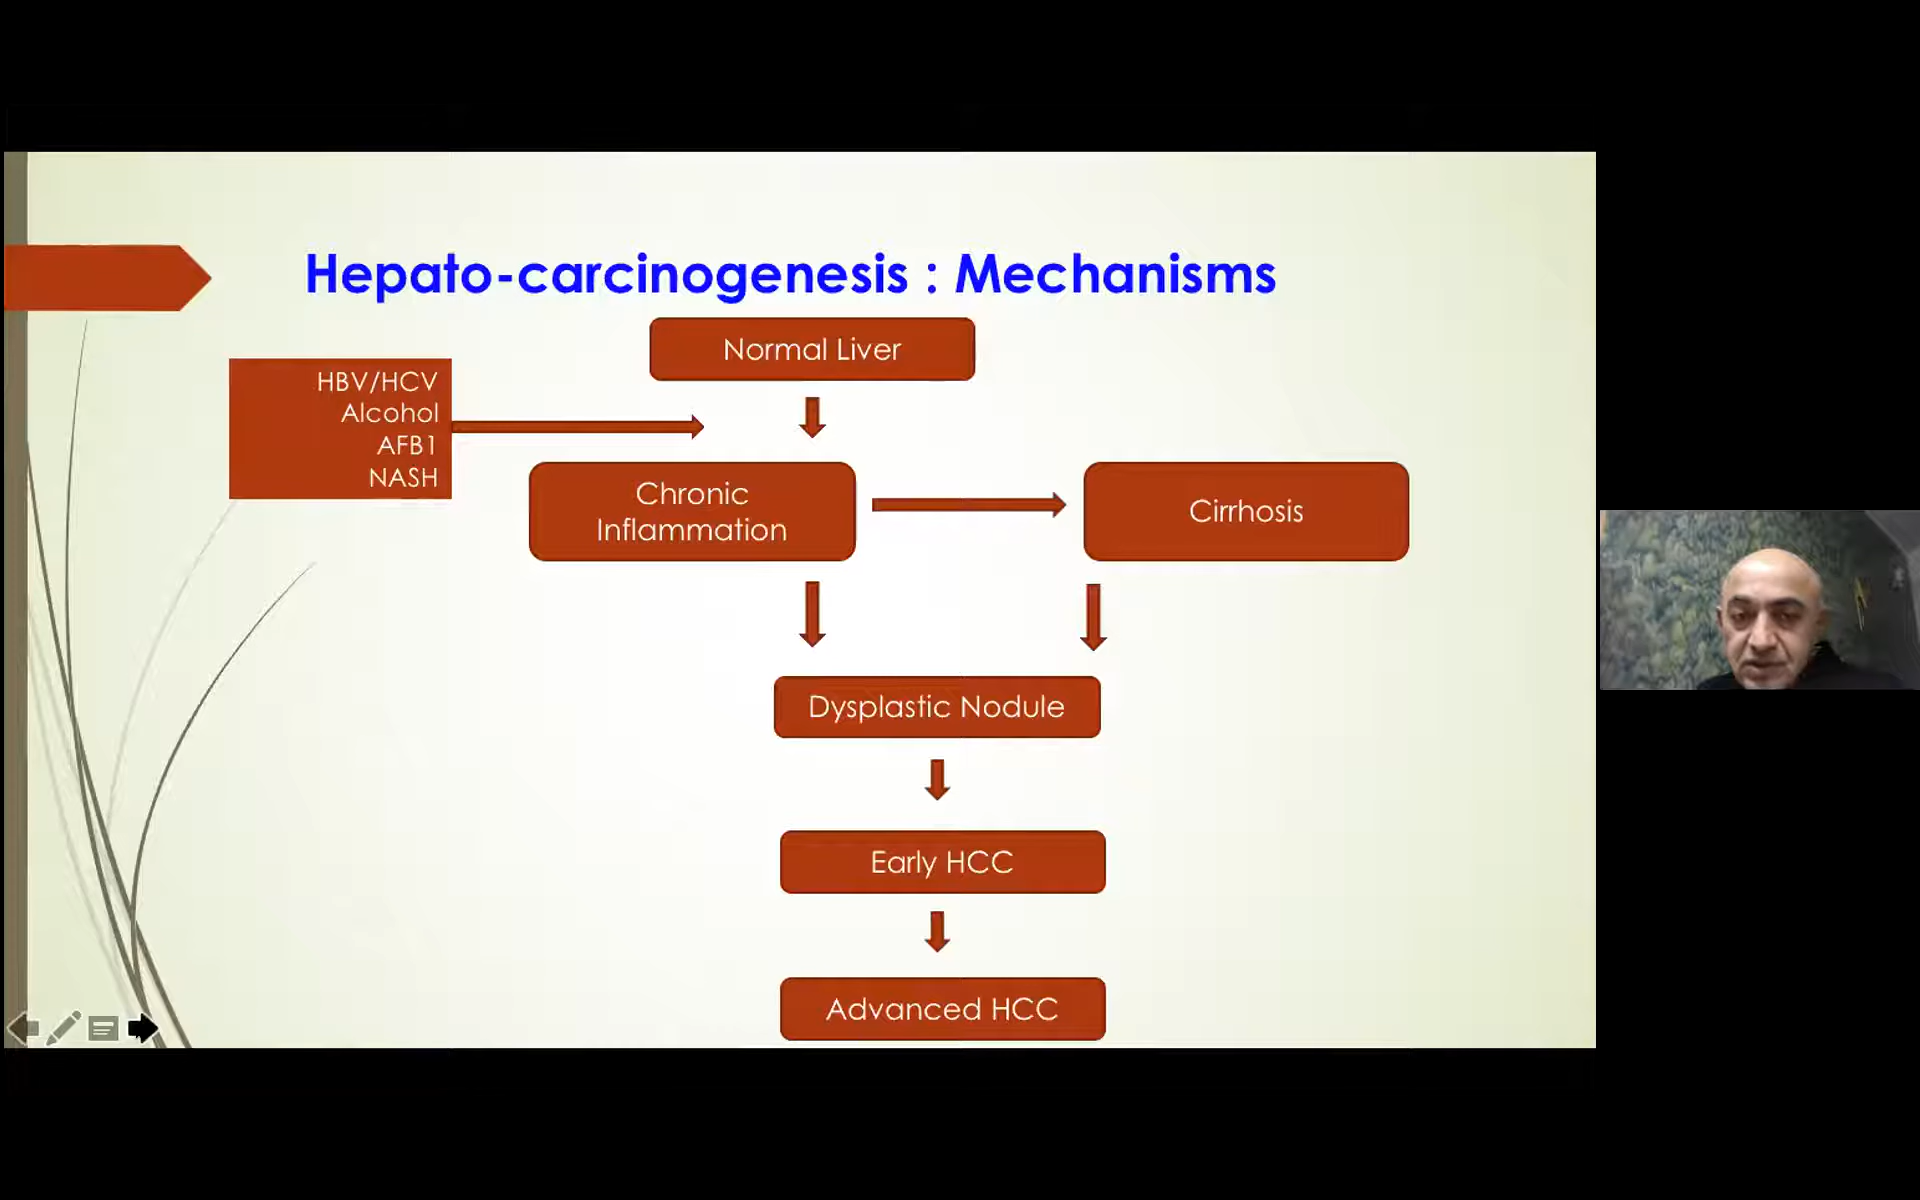 Hepato-carcinogenesis : Mechanisms
Normal Liver
HBV/HCV
Alcohol
AFB1
NASH
Chronic
Inflammation
Cirrhosis
Dysplastic Nodule
Early HCC
Advanced HCC